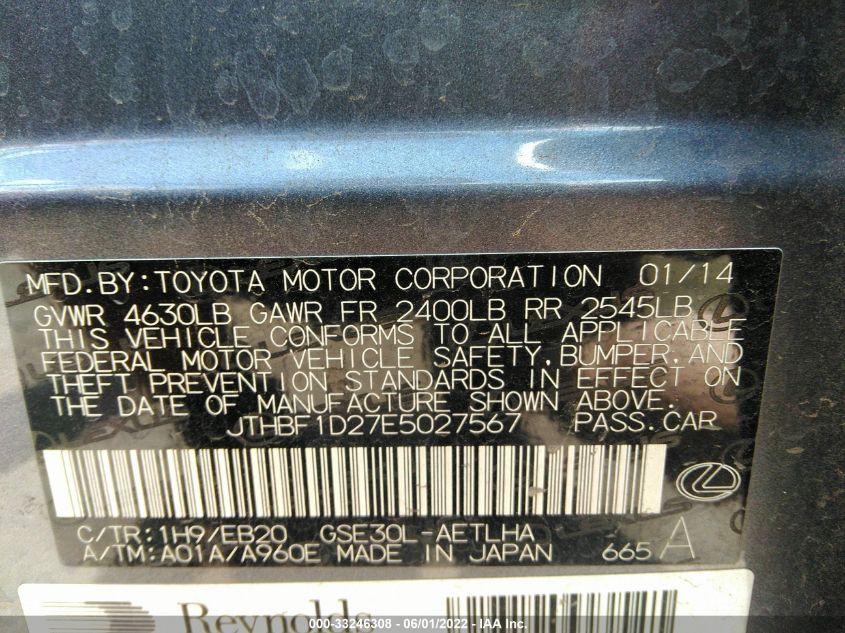 MFD.BY:TOYOTA MOTOR CORPORATION 01/14
GVWR 4630LB GAWR FR 2400LB RR 2545LB
THIS VEHICLE CONFORMS TO ALL APPLICABLE
FEDERAL MOTOR VEHICLE SAFETY, BUMPER, AND
THEFT PREVENTION STANDARDS IN EFFECT ON
THE DATE OF MANUFACTURE SHOWN ABOVE.
JTHBF1D27E5027567 PASS.CAR
C/TR:1H9/EB20 GSE30L-AETLHA
A/TM:A01A/A960E MADE IN JAPAN 665 A
Reynolds
000-33246308 - 06/01/2022 - IAA Inc.